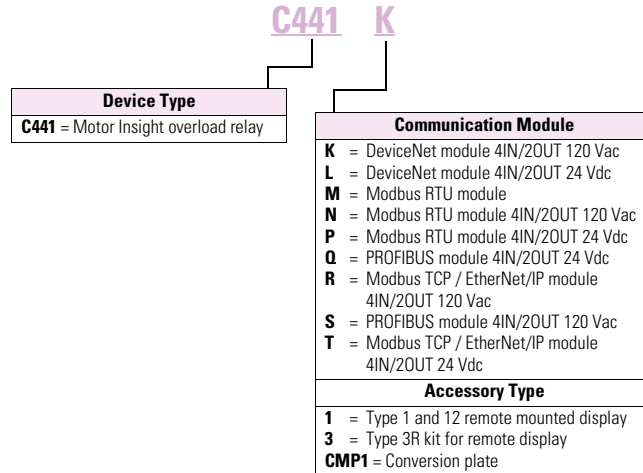 C441 K
Device Type
C441 = Motor Insight overload relay
Communication Module
K = DeviceNet module 4IN/2OUT 120 Vac
L = DeviceNet module 4IN/2OUT 24 Vdc
M = Modbus RTU module
N = Modbus RTU module 4IN/2OUT 120 Vac
P = Modbus RTU module 4IN/2OUT 24 Vdc
Q = PROFIBUS module 4IN/2OUT 24 Vdc
R = Modbus TCP / EtherNet/IP module
4IN/2OUT 120 Vac
S = PROFIBUS module 4IN/2OUT 120 Vac
T = Modbus TCP / EtherNet/IP module
4IN/2OUT 24 Vdc
Accessory Type
1 = Type 1 and 12 remote mounted display
3 = Type 3R kit for remote display
CMP1 = Conversion plate